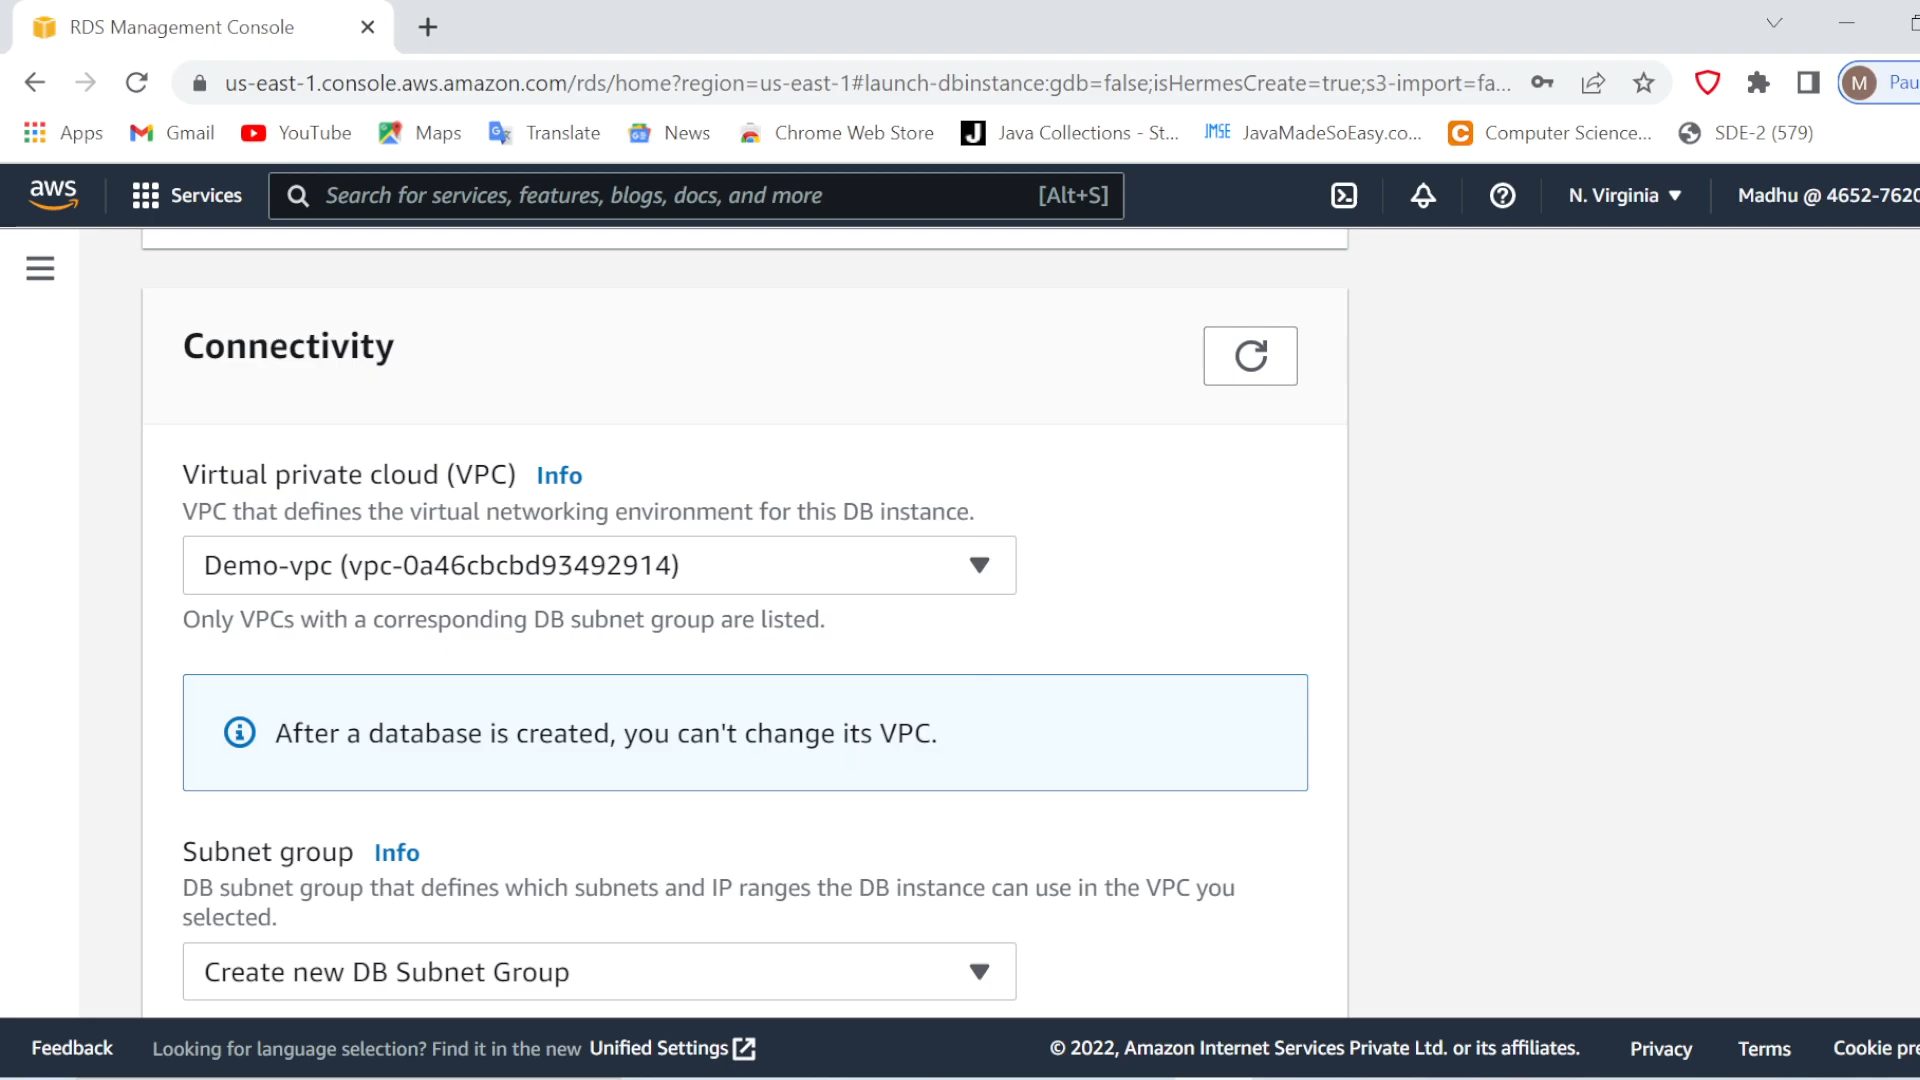 RDS Management Console
us-east-1.console.aws.amazon.com/rds/home?region=us-east-1#launch-dbinstance:gdb=false;isHermesCreate=true;s3-import=fa...
M
Pau
Apps
Gmail
YouTube
Maps
Translate
News
Chrome Web Store
J
Java Collections - St...
JMSE
JavaMadeSoEasy.co...
C
Computer Science...
SDE-2 (579)
aws
Services
Search for services, features, blogs, docs, and more
[Alt+S]
N. Virginia
Madhu @ 4652-7620
Connectivity
Virtual private cloud (VPC) Info
VPC that defines the virtual networking environment for this DB instance.
Demo-vpc (vpc-0a46cbcbd93492914)
Only VPCs with a corresponding DB subnet group are listed.
After a database is created, you can't change its VPC.
Subnet group Info
DB subnet group that defines which subnets and IP ranges the DB instance can use in the VPC you
selected.
Create new DB Subnet Group
Feedback
Looking for language selection? Find it in the new Unified Settings
© 2022, Amazon Internet Services Private Ltd. or its affiliates.
Privacy
Terms
Cookie pre